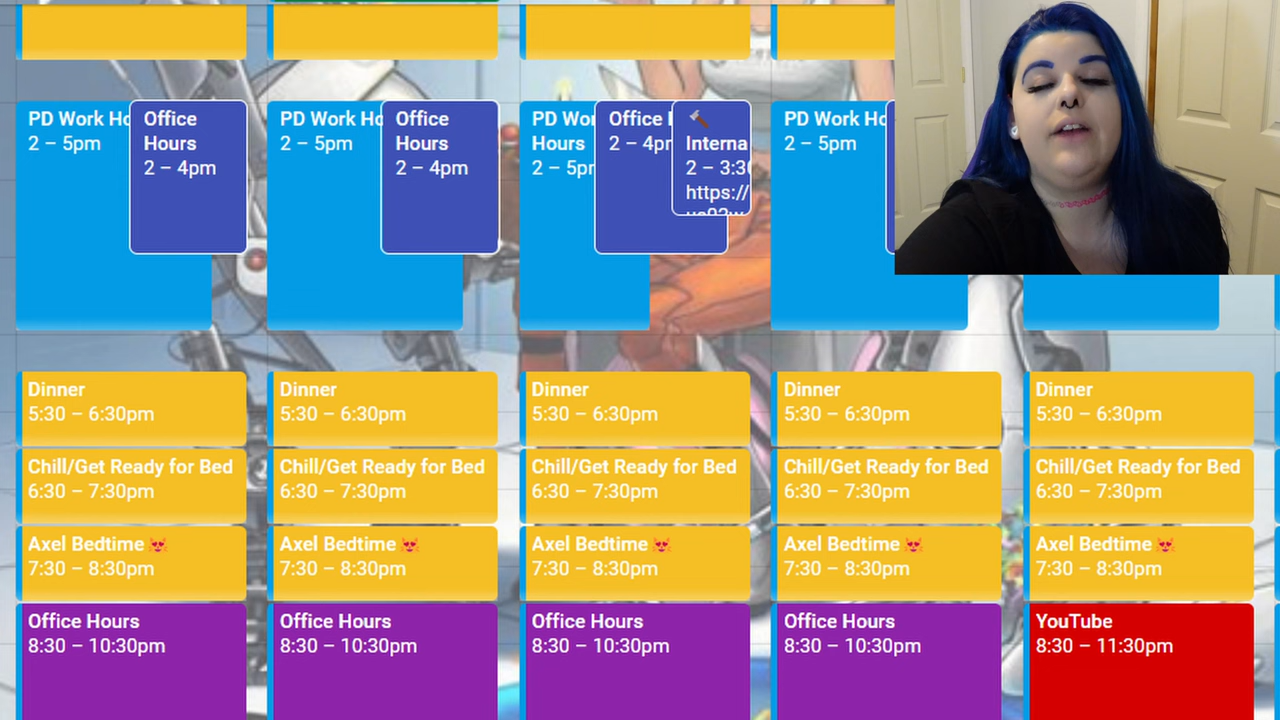 PD Work Ho
2 – 5pm
Office
Hours
2 – 4pm
PD Work Ho
2 – 5pm
Office
Hours
2 – 4pm
PD Wor
Hours
2 – 5p
Office
2 – 4p
Interna
2 – 3:3
https://
PD Work Ho
2 – 5pm
Dinner
5:30 – 6:30pm
Dinner
5:30 – 6:30pm
Dinner
5:30 – 6:30pm
Dinner
5:30 – 6:30pm
Dinner
5:30 – 6:30pm
Chill/Get Ready for Bed
6:30 – 7:30pm
Chill/Get Ready for Bed
6:30 – 7:30pm
Chill/Get Ready for Bed
6:30 – 7:30pm
Chill/Get Ready for Bed
6:30 – 7:30pm
Chill/Get Ready for Bed
6:30 – 7:30pm
Axel Bedtime 😻
7:30 – 8:30pm
Axel Bedtime 😻
7:30 – 8:30pm
Axel Bedtime 😻
7:30 – 8:30pm
Axel Bedtime 😻
7:30 – 8:30pm
Axel Bedtime 😻
7:30 – 8:30pm
Office Hours
8:30 – 10:30pm
Office Hours
8:30 – 10:30pm
Office Hours
8:30 – 10:30pm
Office Hours
8:30 – 10:30pm
YouTube
8:30 – 11:30pm